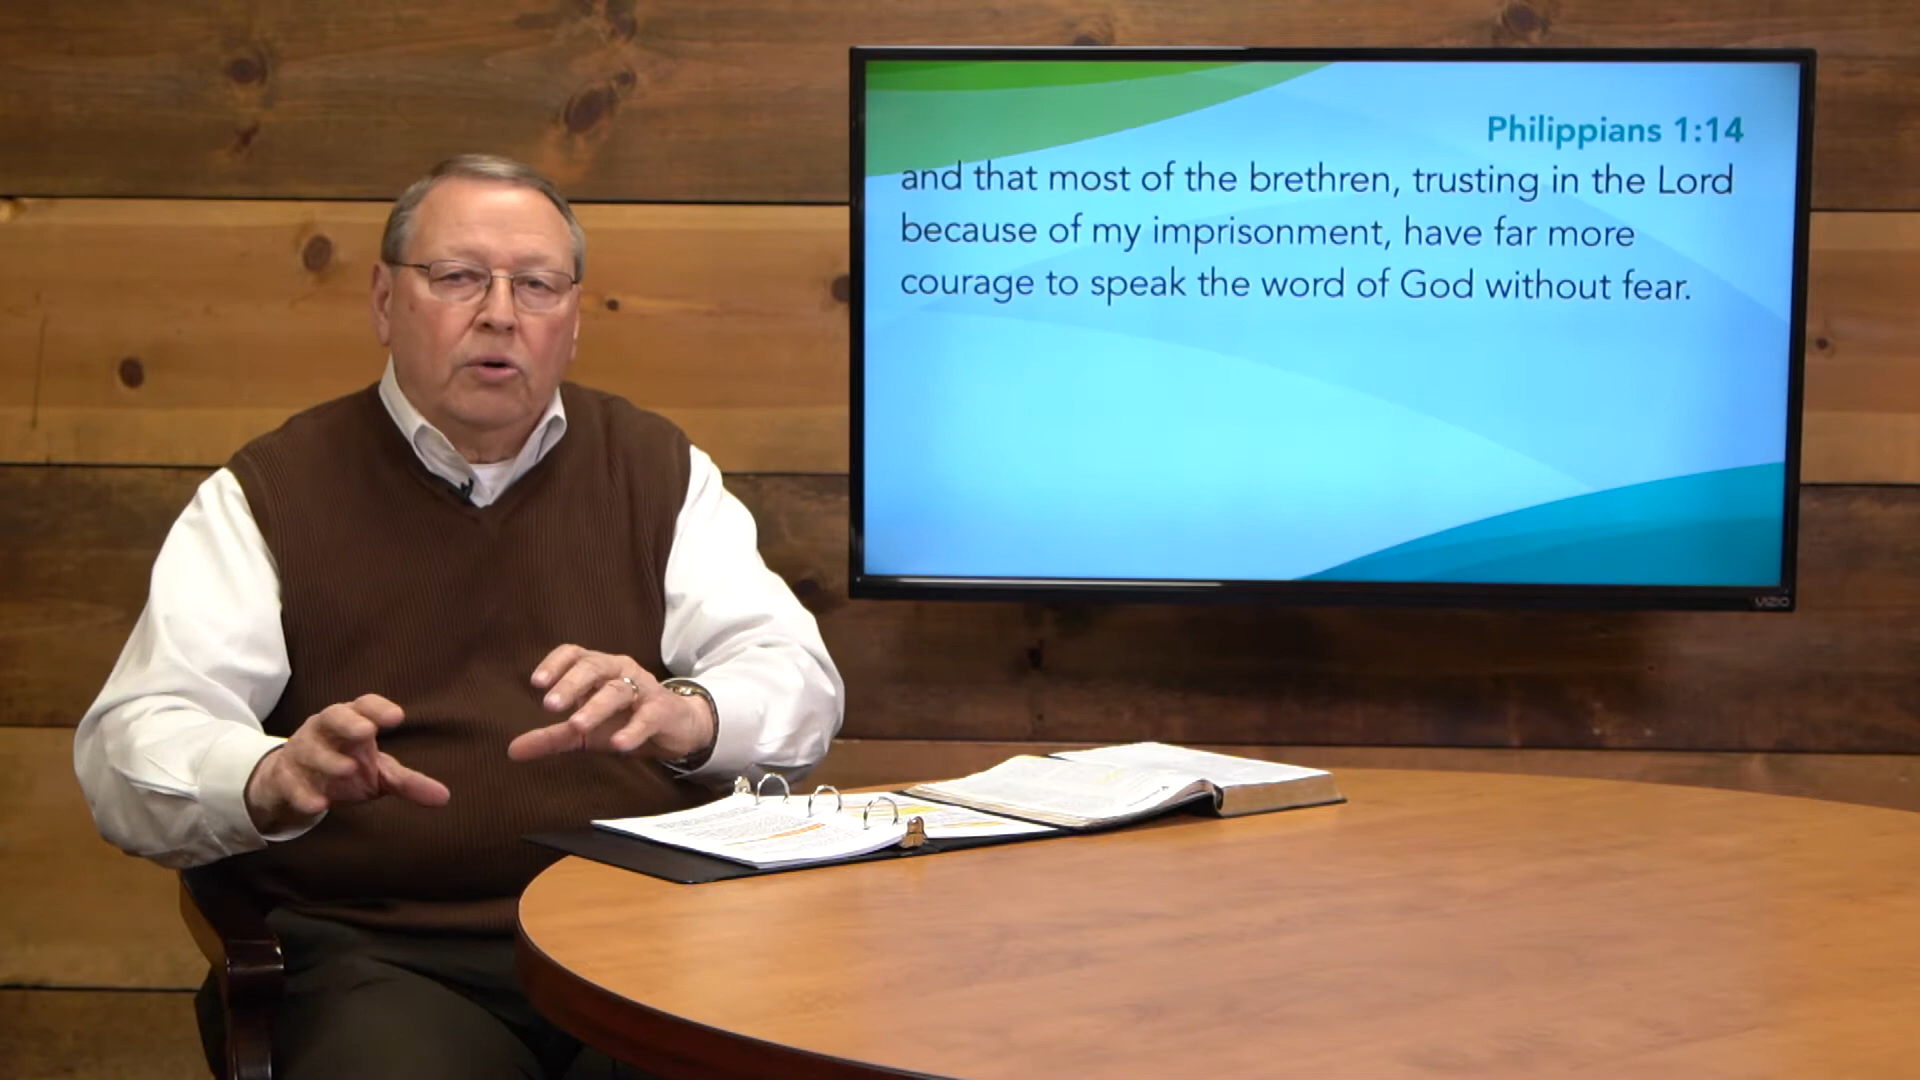 Philippians 1:14
and that most of the brethren, trusting in the Lord
because of my imprisonment, have far more
courage to speak the word of God without fear.
VIZIO